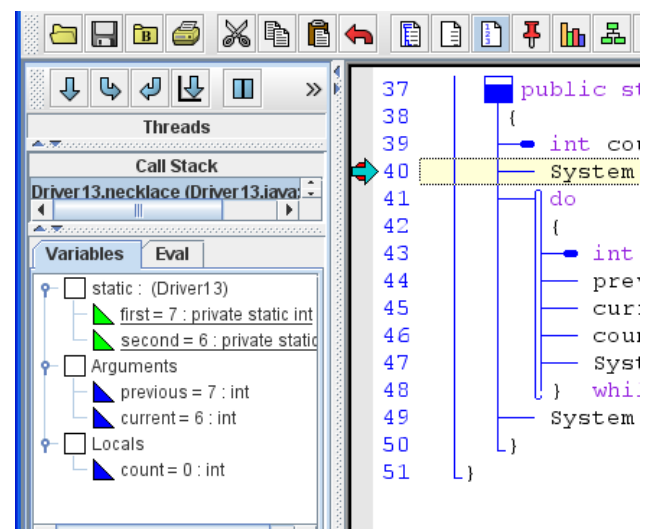 Threads
Call Stack
Driver13.necklace (Driver13.java:
Variables Eval
static : (Driver13)
first = 7 : private static int
second = 6 : private static
Arguments
previous = 7 : int
current = 6 : int
Locals
count = 0 : int
37 public st
38 {
39 int cou
40 System
41 do
42 {
43 int
44 prev
45 curr
46 coun
47 Syst
48 } whil
49 System
50 }
51 }